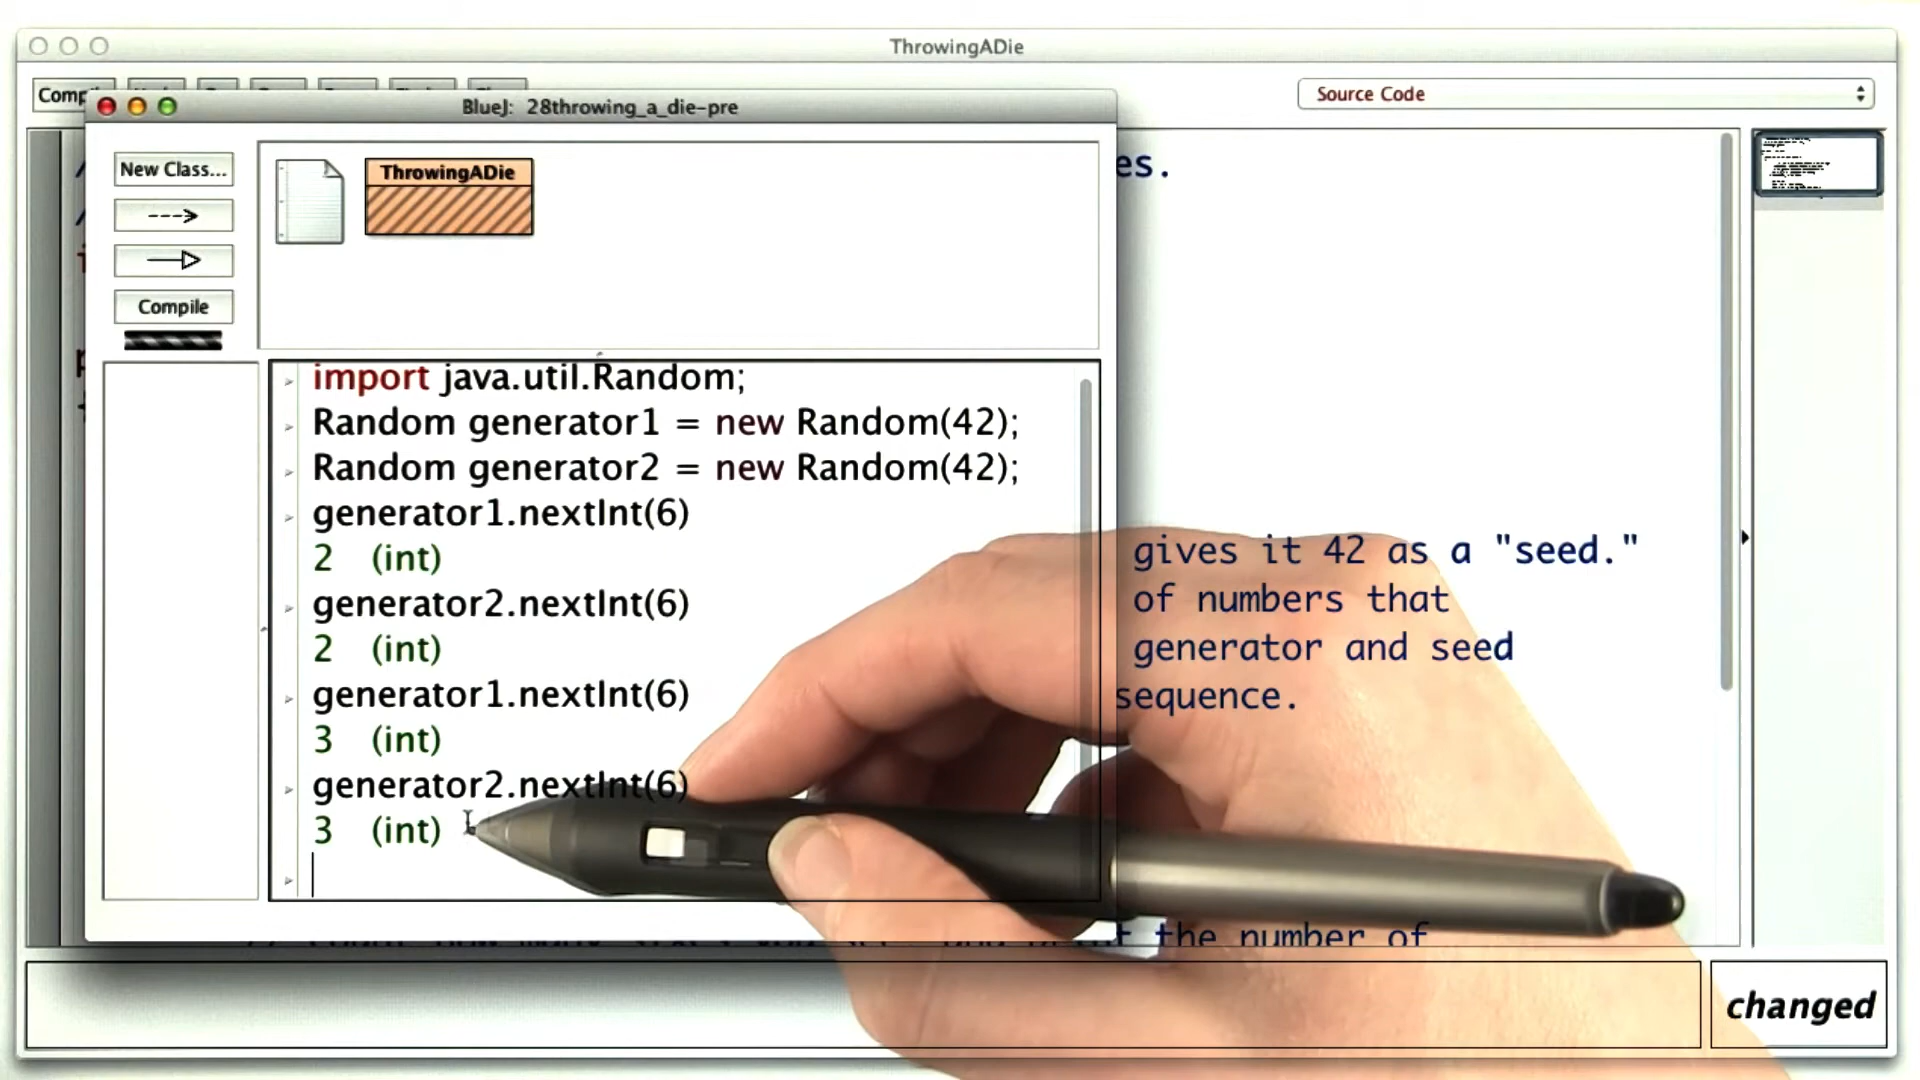 ThrowingADie
Source Code
BlueJ: 28throwing_a_die-pre
New Class...
ThrowingADie
es.
Compile
import java.util.Random;
Random generator1 = new Random(42);
Random generator2 = new Random(42);
generator1.nextInt(6)
2 (int)
generator2.nextInt(6)
2 (int)
generator1.nextInt(6)
3 (int)
generator2.nextInt(6)
3 (int)
gives it 42 as a "seed."
of numbers that
generator and seed
sequence.
the number of
changed